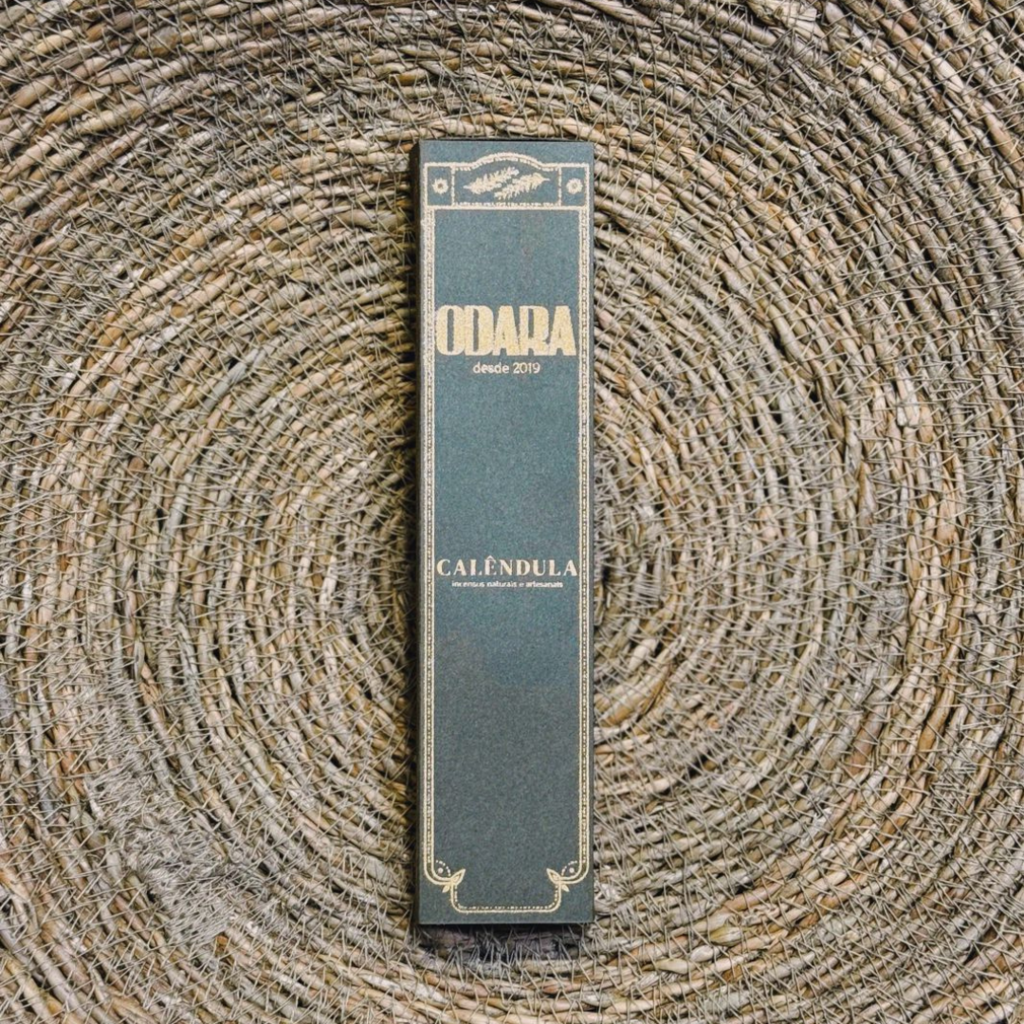 ODARA
desde 2019
CALÊNDULA
incensos naturais e artesanais